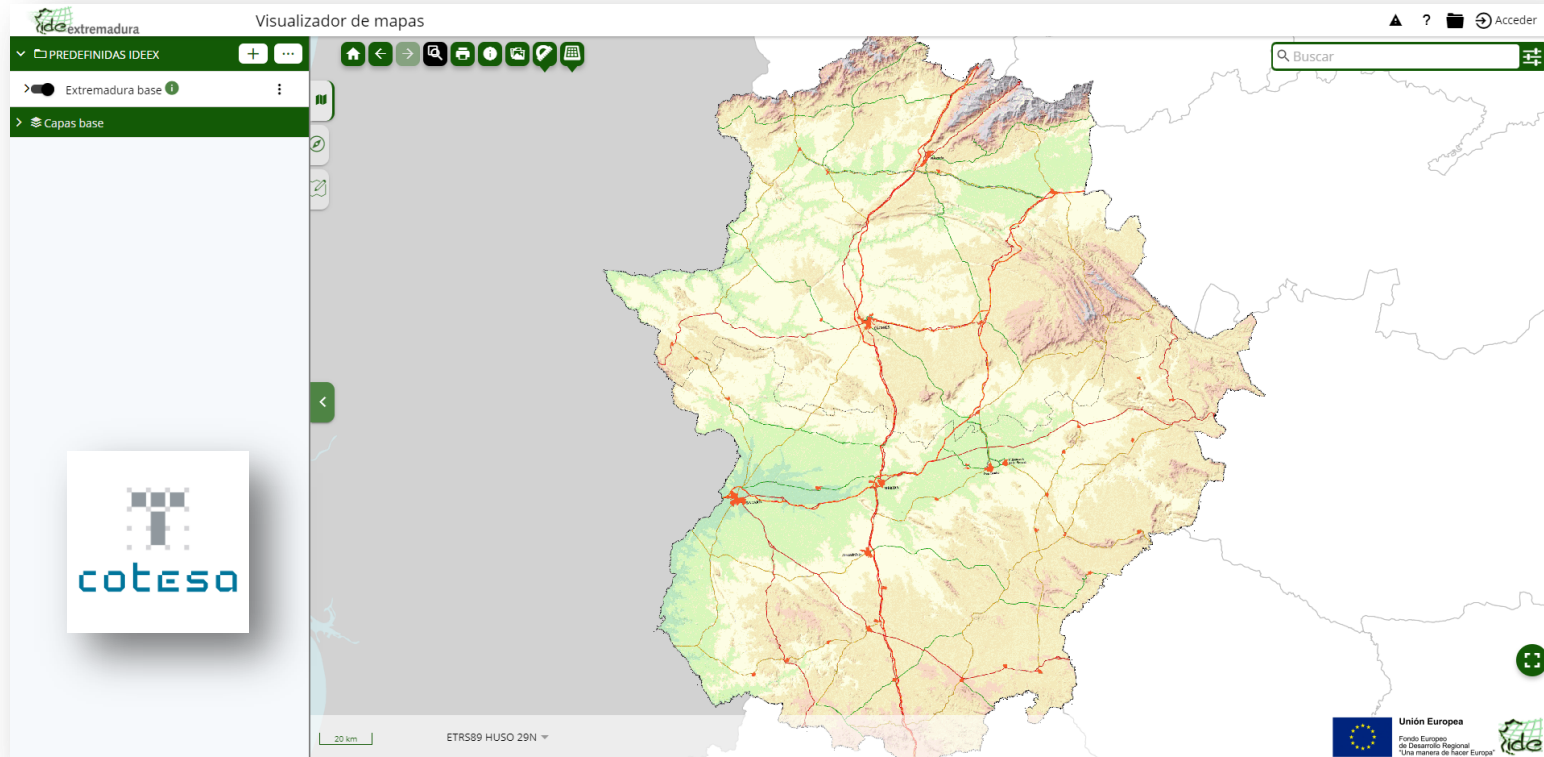 ide extremadura
Visualizador de mapas
?
Acceder
PREDEFINIDAS IDEEX
+
...
Buscar
Extremadura base
Capas base
cotesa
20 km
ETRS89 HUSO 29N
Unión Europea
Fondo Europeo
de Desarrollo Regional
"Una manera de hacer Europa"
ide